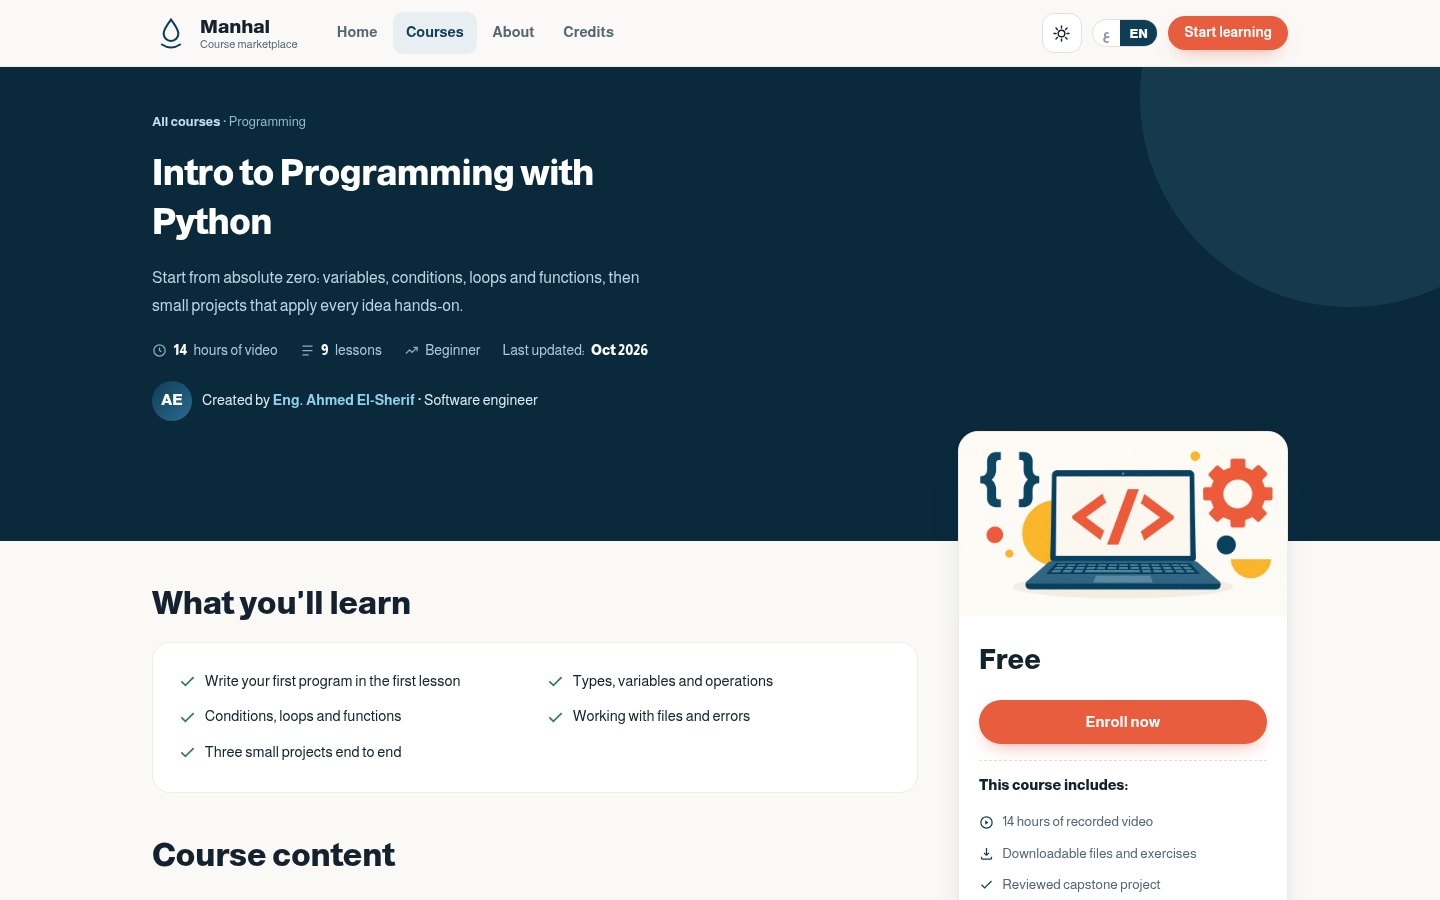 Manhal
Course marketplace
Home
Courses
About
Credits
ع
EN
Start learning
All courses · Programming
Intro to Programming with
Python
Start from absolute zero: variables, conditions, loops and functions, then
small projects that apply every idea hands-on.
14 hours of video
9 lessons
Beginner
Last updated: Oct 2026
AE
Created by Eng. Ahmed El-Sherif · Software engineer
{ }
</>
What you'll learn
Write your first program in the first lesson
Types, variables and operations
Conditions, loops and functions
Working with files and errors
Three small projects end to end
Free
Enroll now
This course includes:
14 hours of recorded video
Downloadable files and exercises
Reviewed capstone project
Course content